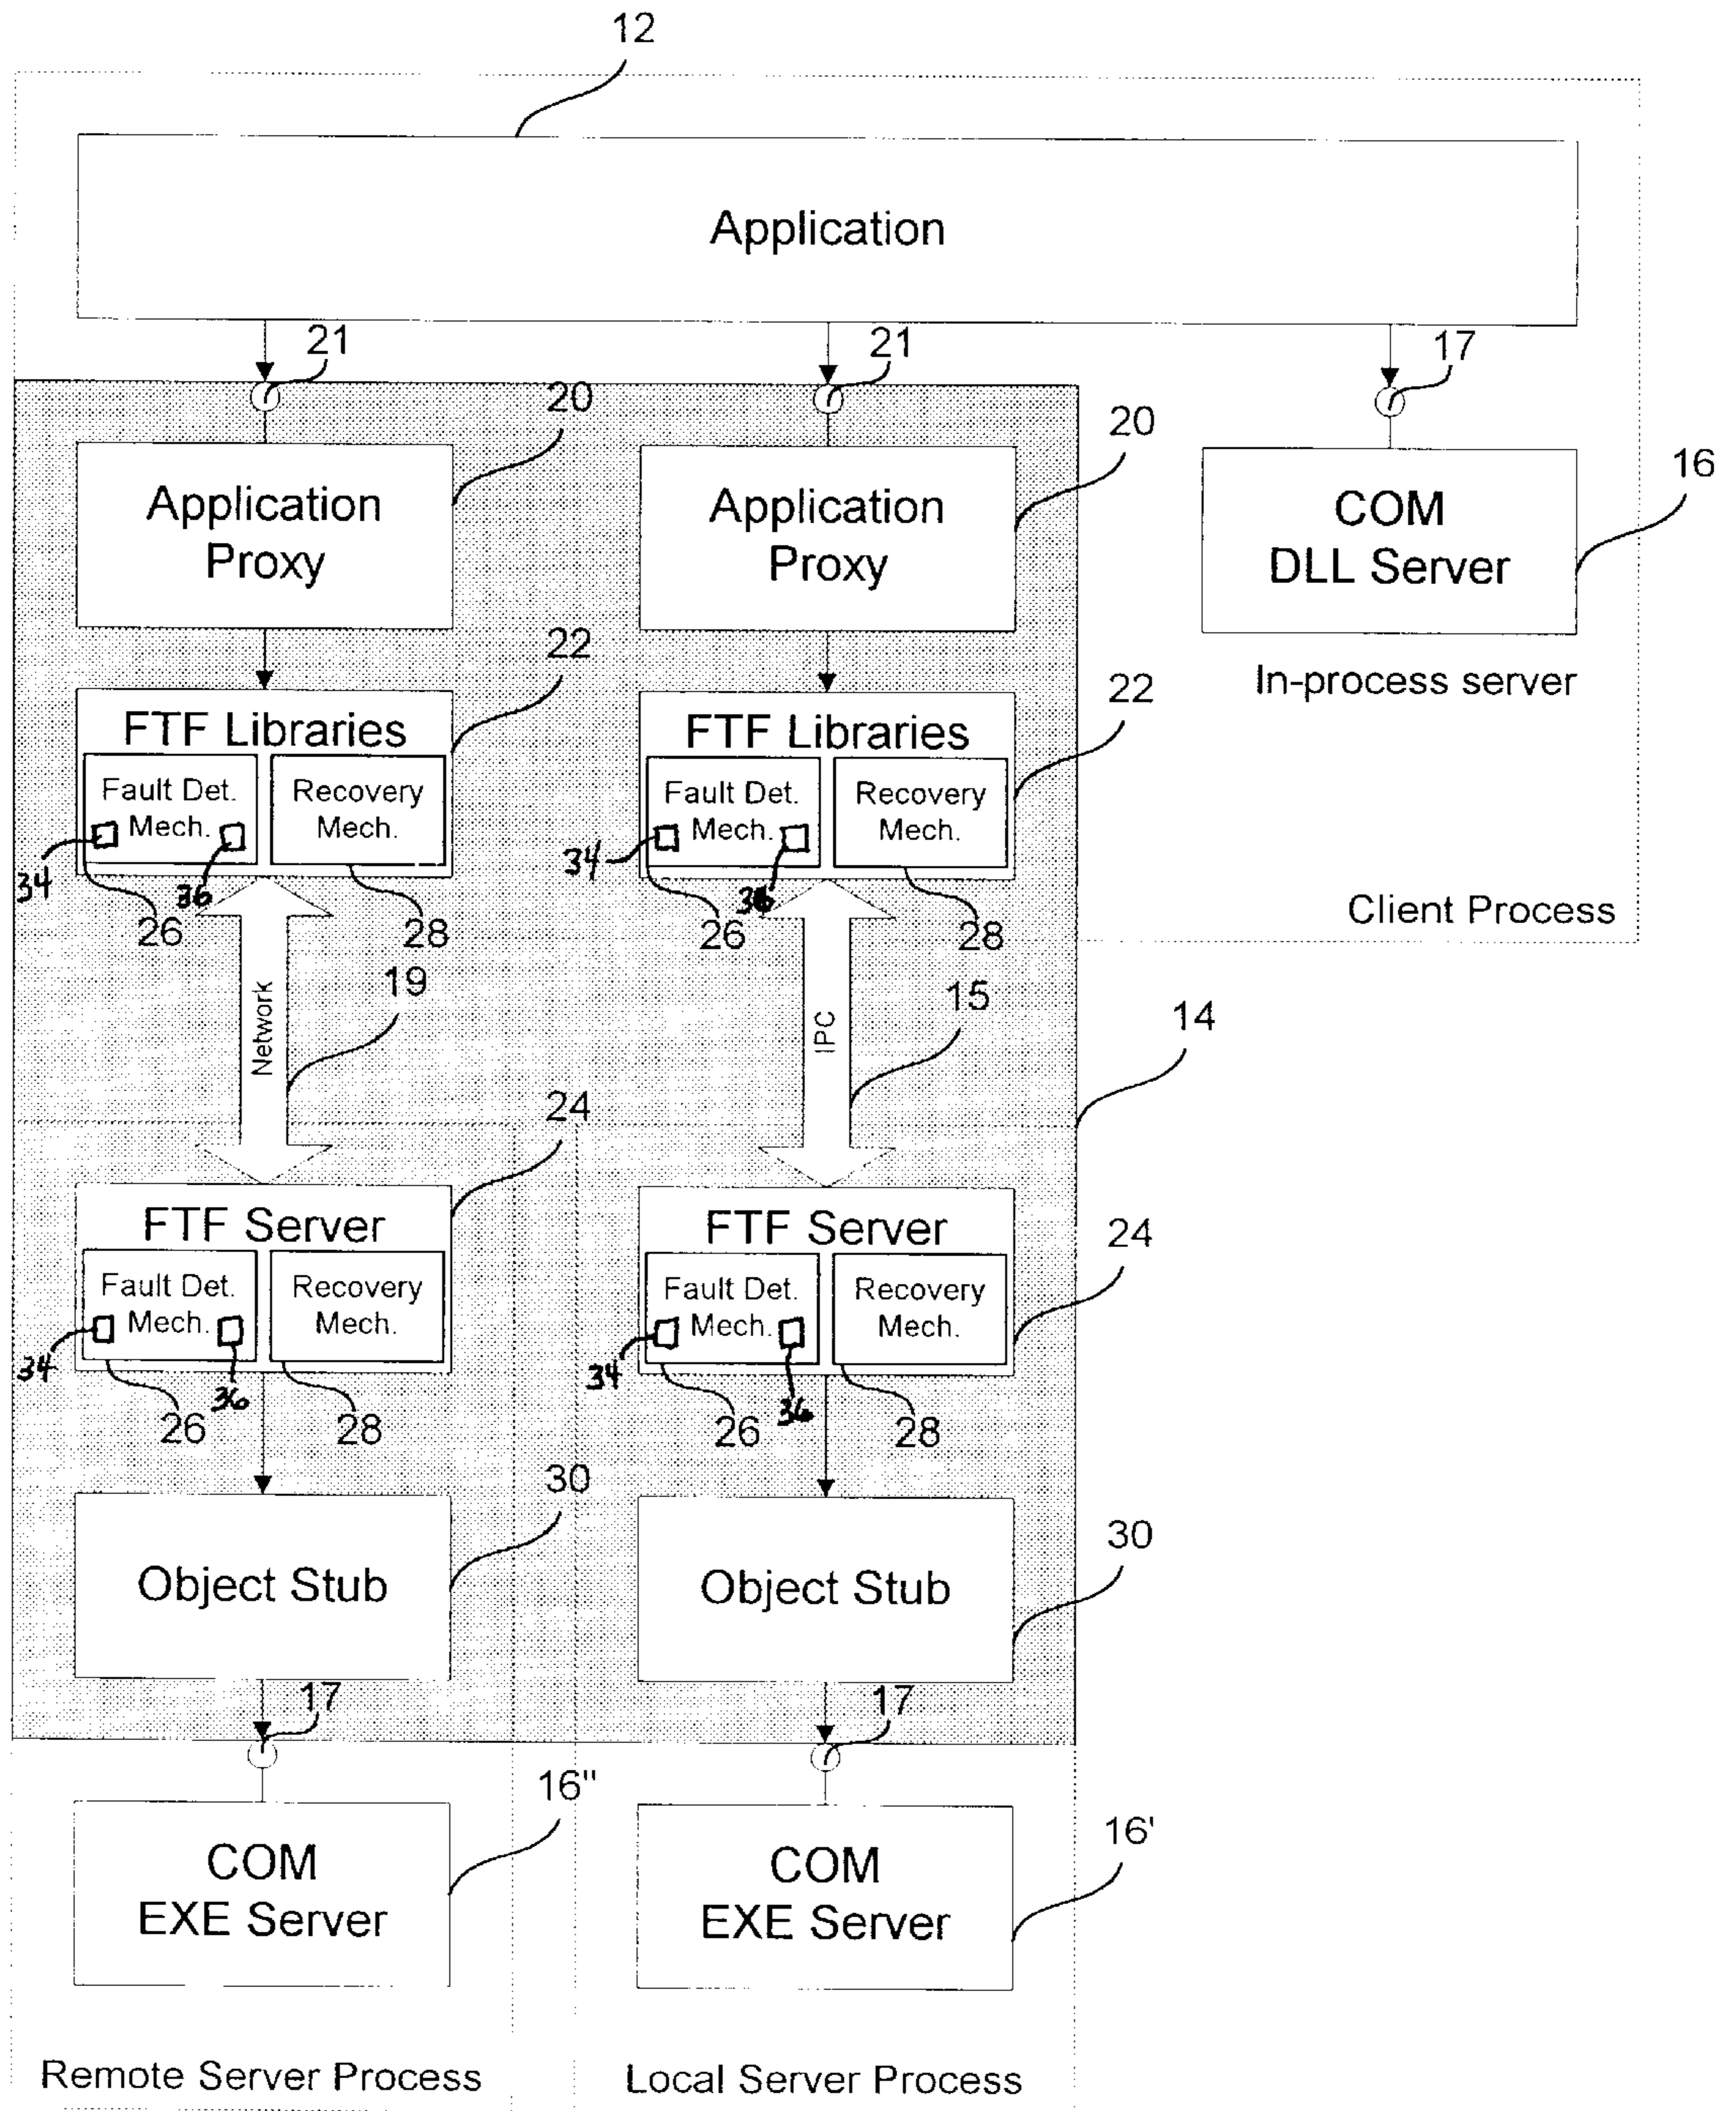 12
Application
21
21
17
20
20
16
Application
Proxy
Application
Proxy
COM
DLL Server
In-process server
22
22
FTF Libraries
Fault Det.
Mech.
Recovery
Mech.
FTF Libraries
Fault Det.
Mech.
Recovery
Mech.
34
36
26
28
34
36
26
28
Client Process
19
15
14
Network
IPC
24
24
FTF Server
Fault Det.
Mech.
Recovery
Mech.
FTF Server
Fault Det.
Mech.
Recovery
Mech.
34
36
26
28
34
36
26
28
30
30
Object Stub
Object Stub
17
17
16"
16'
COM
EXE Server
COM
EXE Server
Remote Server Process
Local Server Process